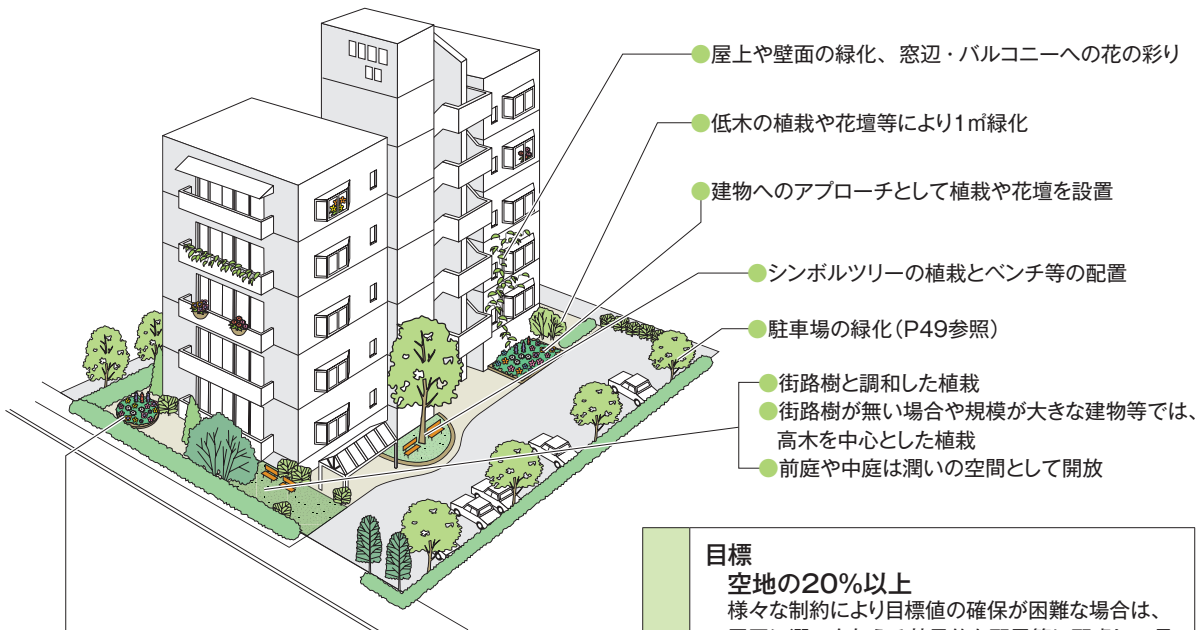 ●屋上や壁面の緑化、窓辺・バルコニーへの花の彩り
●低木の植栽や花壇等により1㎡緑化
●建物へのアプローチとして植栽や花壇を設置
●シンボルツリーの植栽とベンチ等の配置
●駐車場の緑化(P49参照)
●街路樹と調和した植栽
●街路樹が無い場合や規模が大きな建物等では、
高木を中心とした植栽
●前庭や中庭は潤いの空間として開放
目標
空地の20%以上
様々な制約により目標値の確保が困難な場合は、